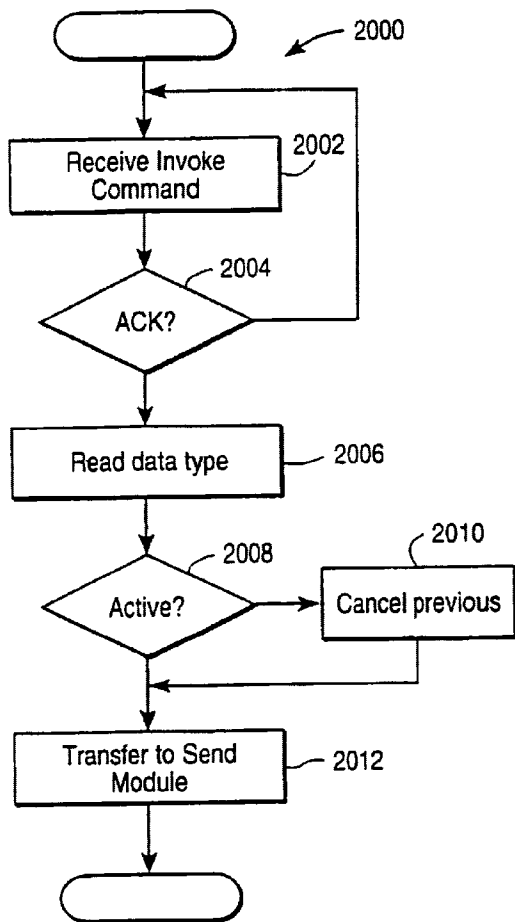 2000
Receive Invoke
Command
2002
2004
ACK?
Read data type
2006
2008
Active?
2010
Cancel previous
Transfer to Send
Module
2012